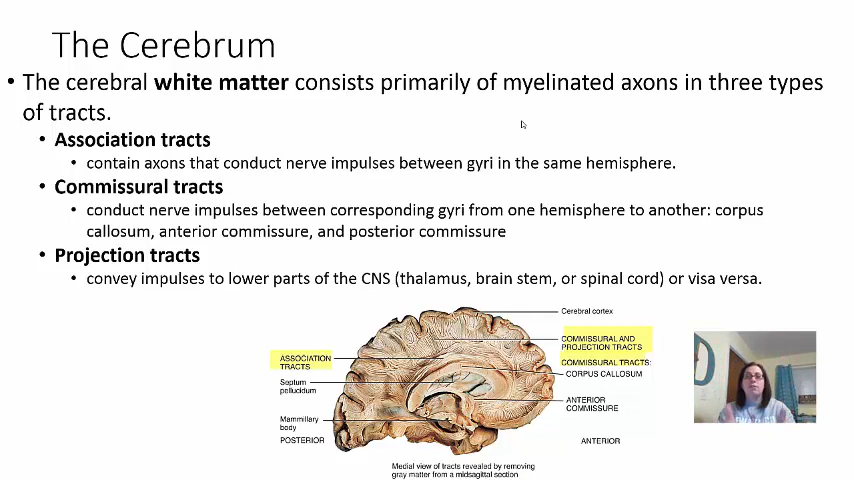 The Cerebrum
• The cerebral white matter consists primarily of myelinated axons in three types
of tracts.
• Association tracts
• contain axons that conduct nerve impulses between gyri in the same hemisphere.
• Commissural tracts
• conduct nerve impulses between corresponding gyri from one hemisphere to another: corpus
callosum, anterior commissure, and posterior commissure
• Projection tracts
• convey impulses to lower parts of the CNS (thalamus, brain stem, or spinal cord) or visa versa.
Cerebral cortex
COMMISSURAL AND
PROJECTION TRACTS
ASSOCIATION
TRACTS
COMMISSURAL TRACTS:
CORPUS CALLOSUM
Septum
pellucidum
ANTERIOR
COMMISSURE
Mammillary
body
POSTERIOR
ANTERIOR
Medial view of tracts revealed by removing
gray matter from a midsagittal section